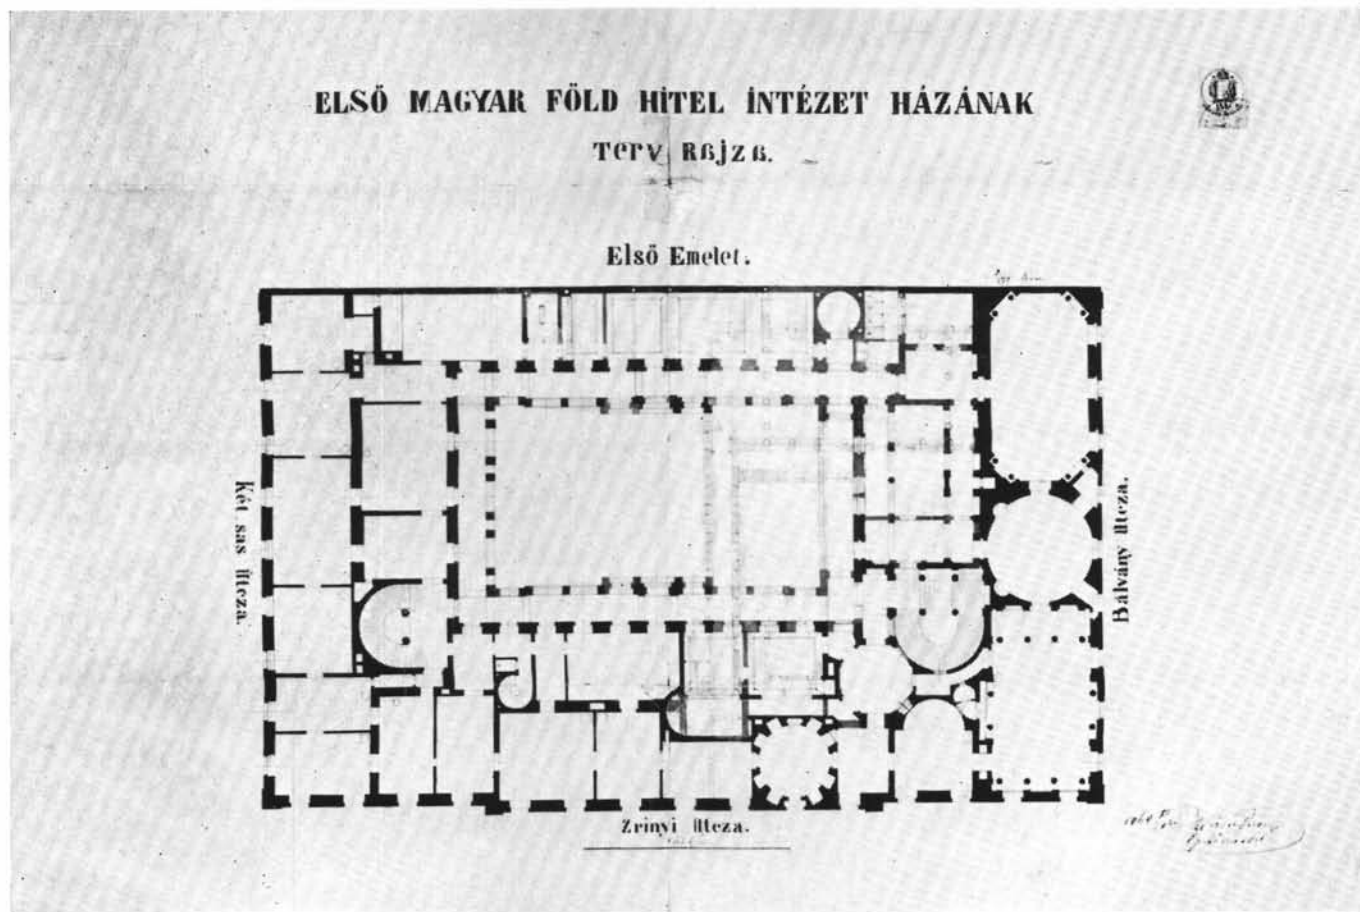 ELSŐ MAGYAR FÖLD HITEL INTÉZET HÁZÁNAK
Terv Rajza.
Első Emelet.
Két sas Uteza.
Bálvány Uteza.
Zrinyi Uteza.